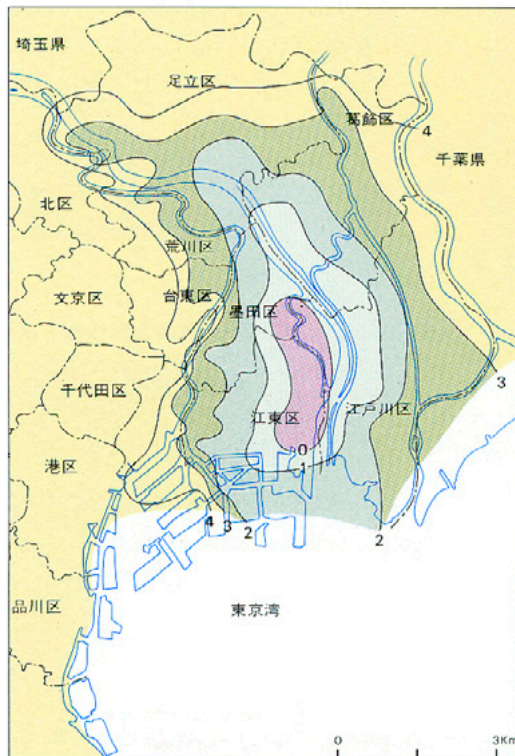 埼玉県
足立区
葛飾区
4
千葉県
北区
荒川区
文京区
台東区
墨田区
千代田区
3
江東区
江戸川区
0
1
港区
4
3
2
2
品川区
東京湾
0
3Km